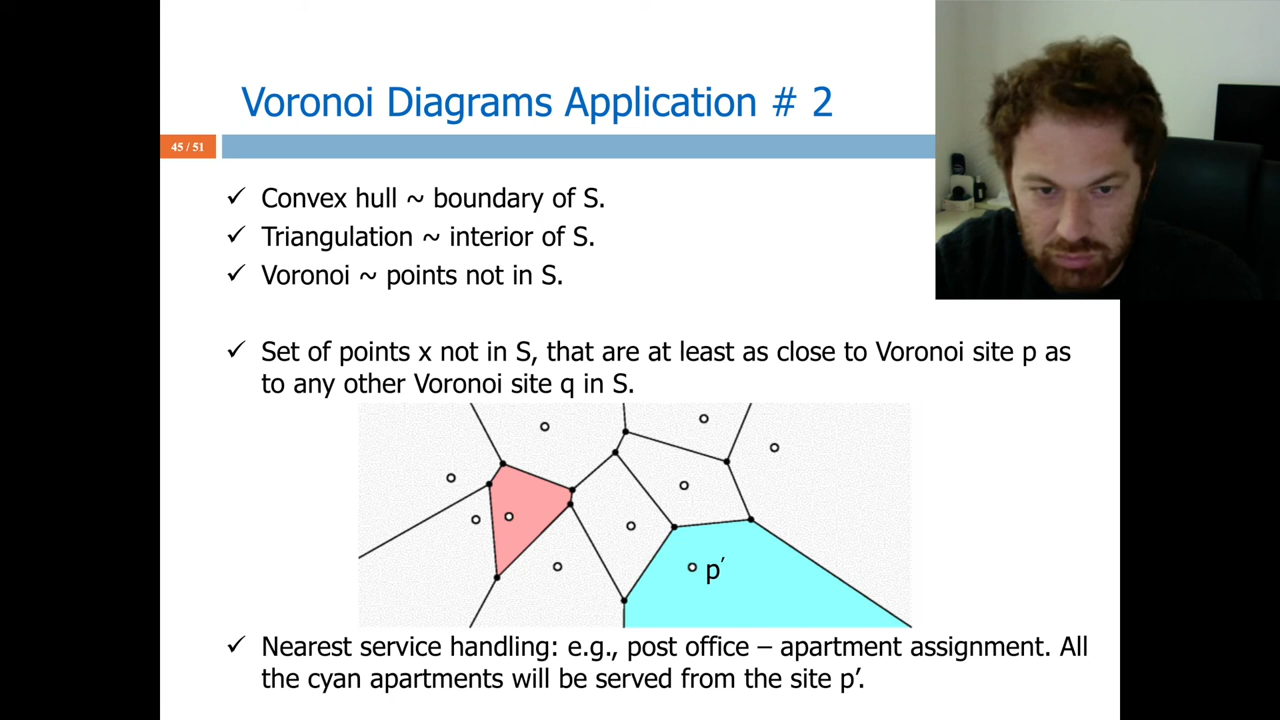 Voronoi Diagrams Application # 2
45 / 51
✓ Convex hull ~ boundary of S.
✓ Triangulation ~ interior of S.
✓ Voronoi ~ points not in S.
✓ Set of points x not in S, that are at least as close to Voronoi site p as
to any other Voronoi site q in S.
p′
✓ Nearest service handling: e.g., post office – apartment assignment. All
the cyan apartments will be served from the site p’.